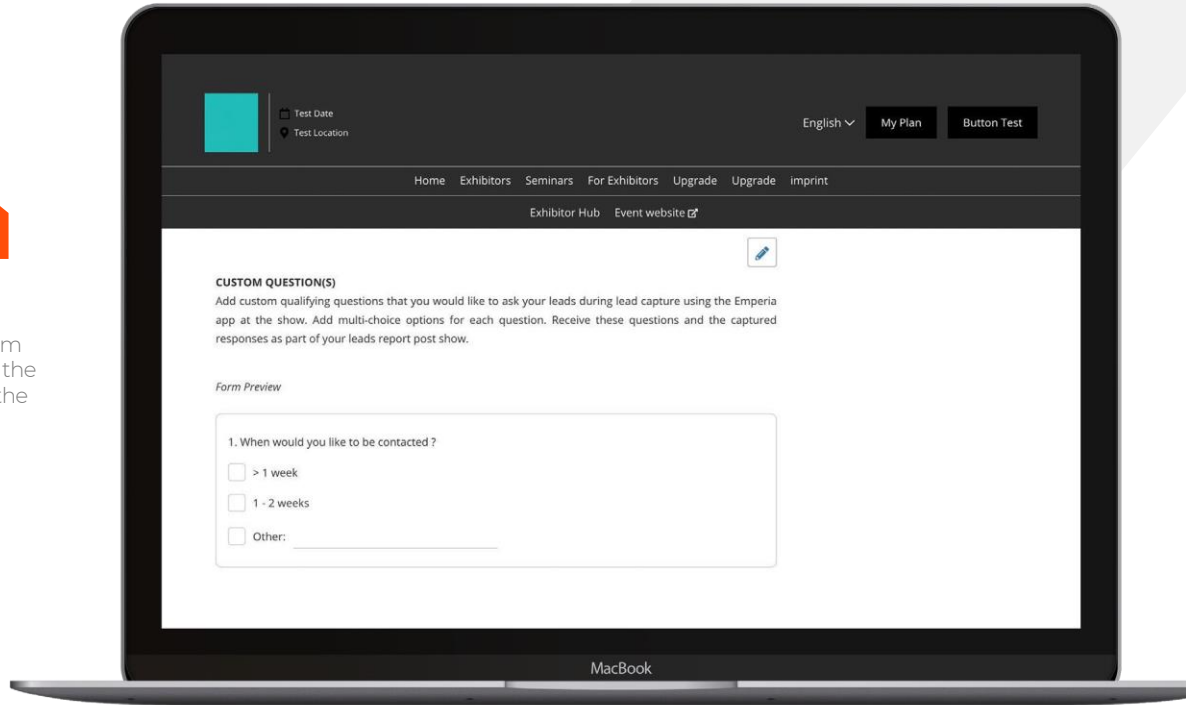 Test Date
Test Location
English
My Plan
Button Test
Home Exhibitors Seminars For Exhibitors Upgrade Upgrade imprint
Exhibitor Hub Event website
CUSTOM QUESTION(S)
Add custom qualifying questions that you would like to ask your leads during lead capture using the Emperia
app at the show. Add multi-choice options for each question. Receive these questions and the captured
responses as part of your leads report post show.
the
Form Preview
1. When would you like to be contacted ?
> 1 week
1 - 2 weeks
Other:
MacBook